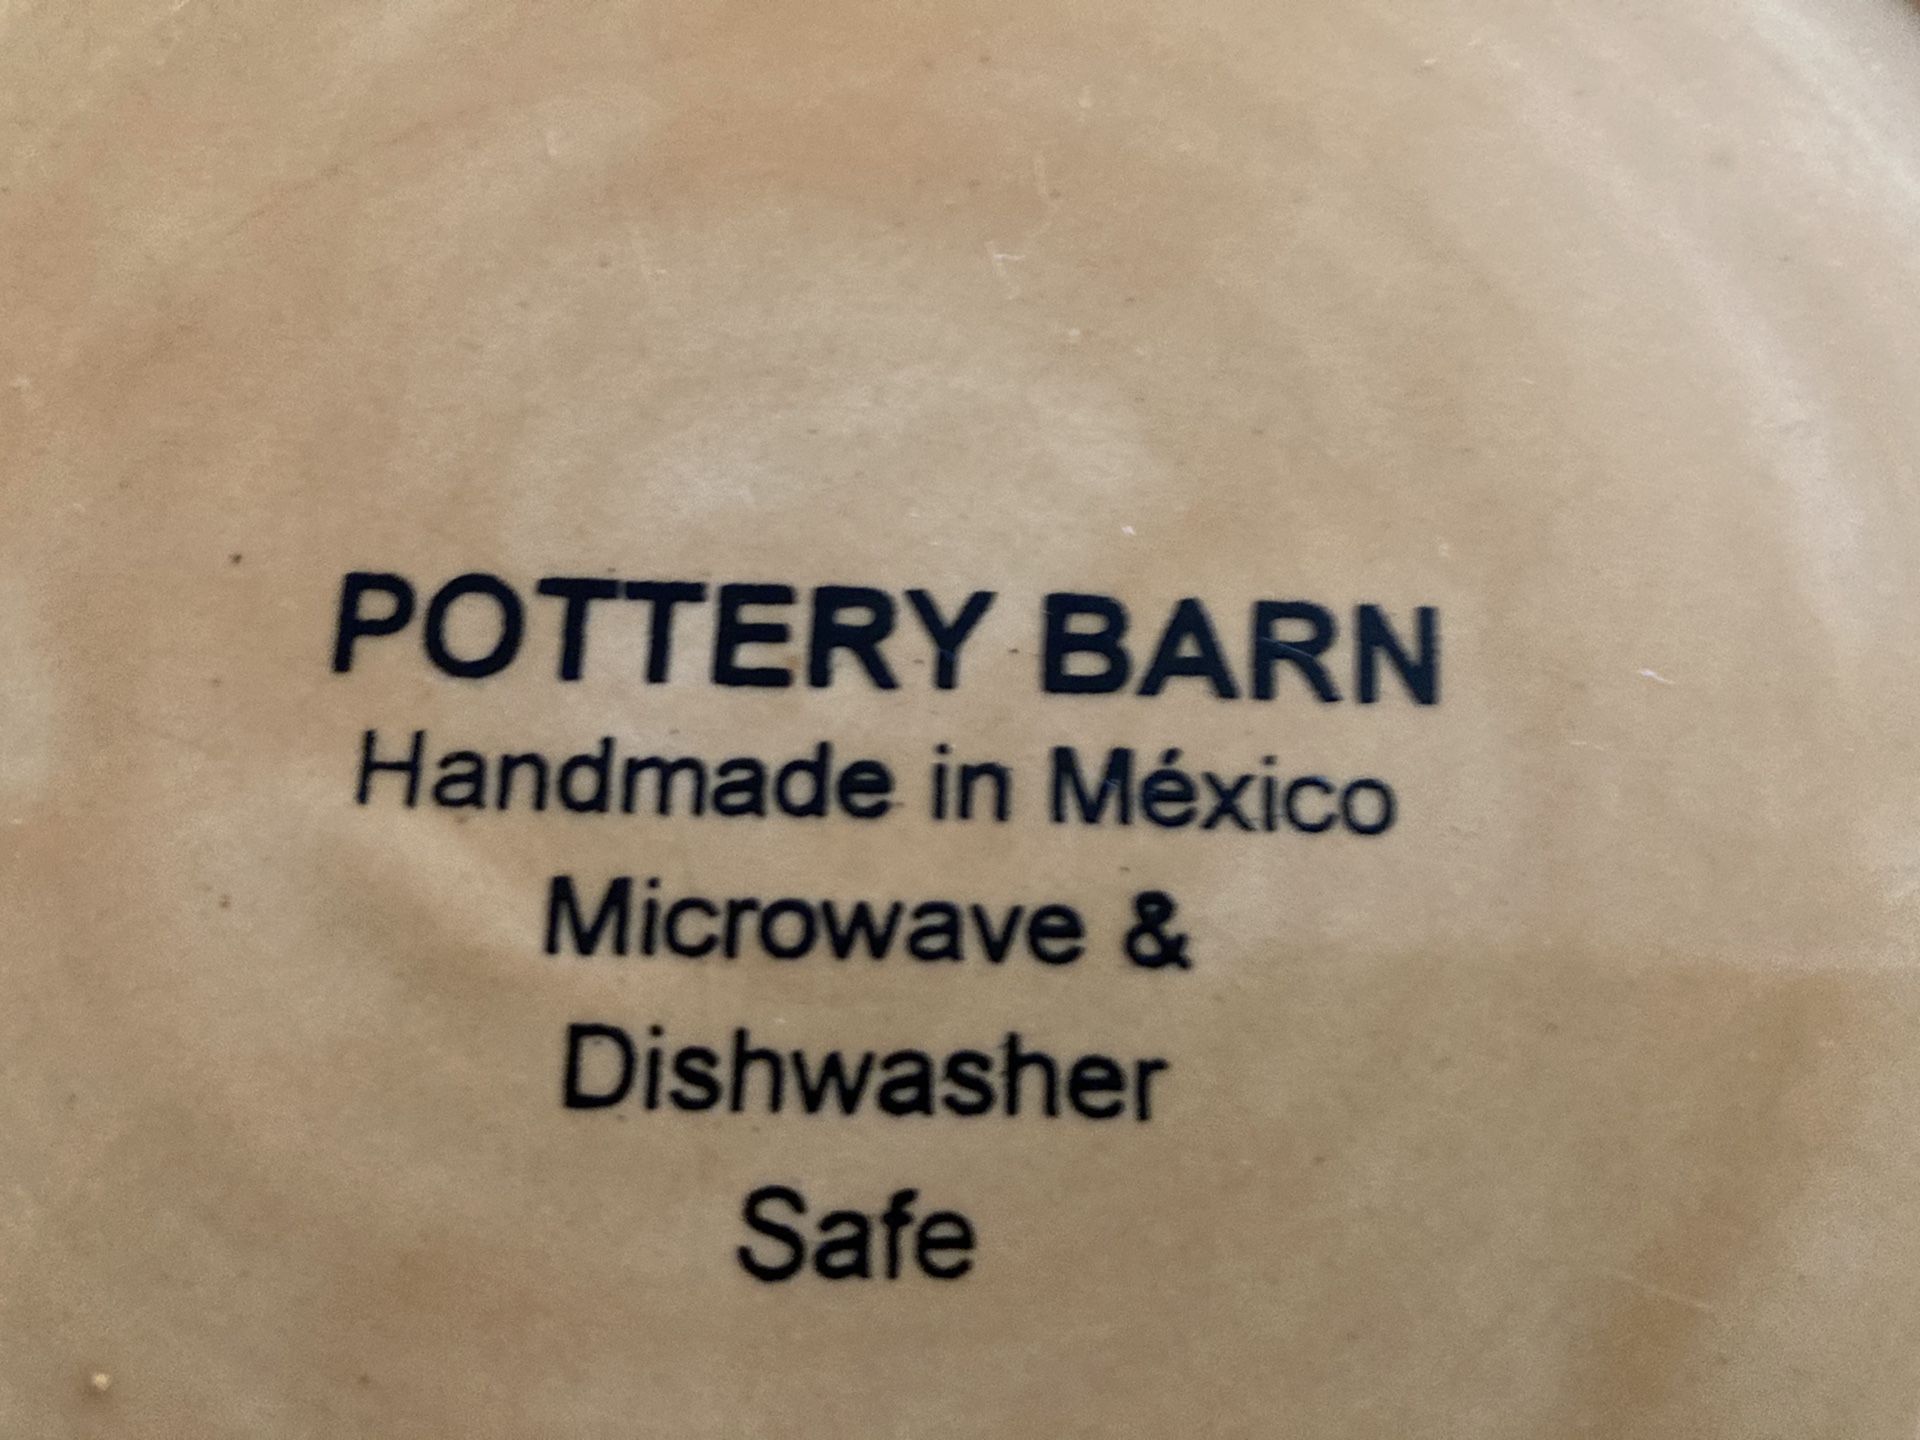 POTTERY BARN
Handmade in México
Microwave &
Dishwasher
Safe